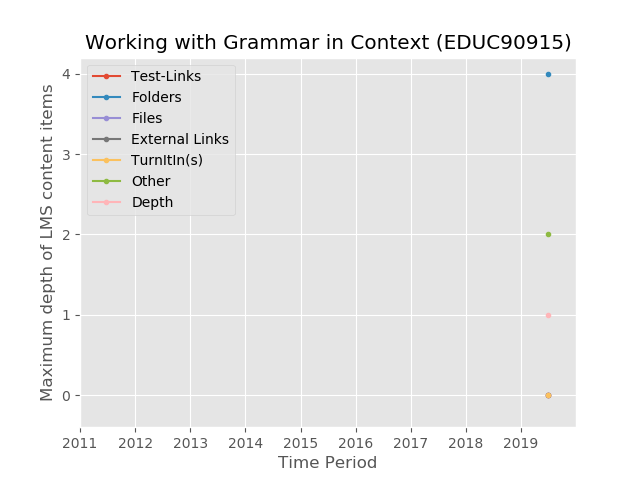 Working with Grammar in Context (EDUC90915)
Test-Links
Folders
Files
External Links
TurnItIn(s)
Other
Depth
Maximum depth of LMS content items
4
3
2
1
0
2011 2012 2013 2014 2015 2016 2017 2018 2019
Time Period